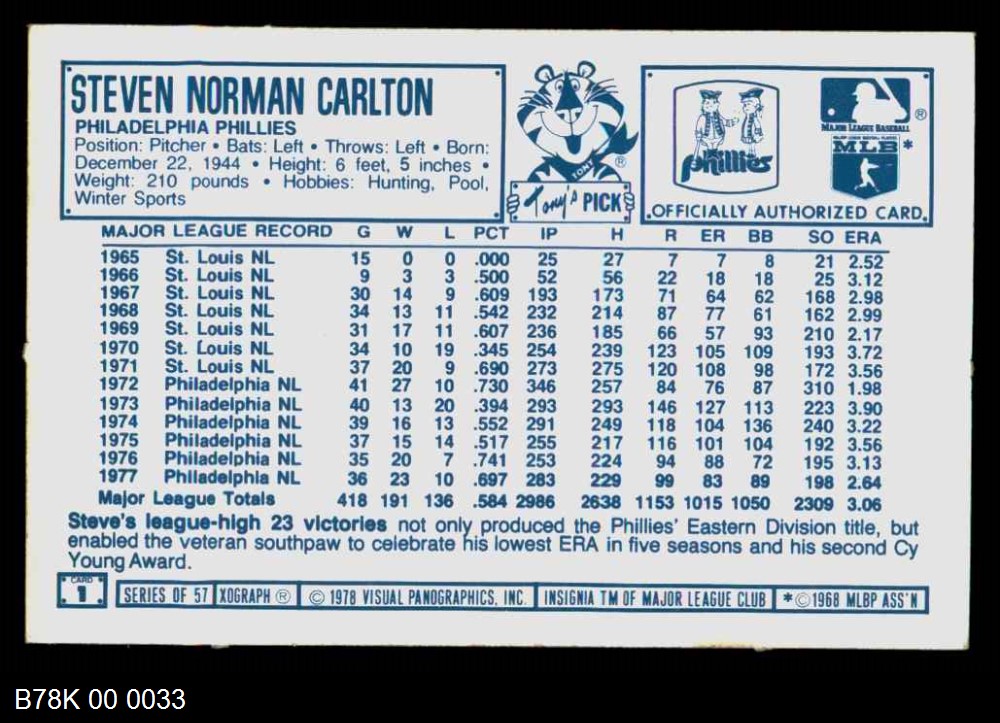 STEVEN NORMAN CARLTON
PHILADELPHIA PHILLIES
Position: Pitcher • Bats: Left • Throws: Left • Born:
December 22, 1944 • Height: 6 feet, 5 inches •
Weight: 210 pounds • Hobbies: Hunting, Pool,
Winter Sports
TONY ®
Tony's PICK
Phillies
®
MAJOR LEAGUE BASEBALL
MLB *
OFFICIALLY AUTHORIZED CARD
MAJOR LEAGUE RECORD G W L PCT IP H R ER BB SO ERA
1965 St. Louis NL 15 0 0 .000 25 27 7 7 8 21 2.52
1966 St. Louis NL 9 3 3 .500 52 56 22 18 18 25 3.12
1967 St. Louis NL 30 14 9 .609 193 173 71 64 62 168 2.98
1968 St. Louis NL 34 13 11 .542 232 214 87 77 61 162 2.99
1969 St. Louis NL 31 17 11 .607 236 185 66 57 93 210 2.17
1970 St. Louis NL 34 10 19 .345 254 239 123 105 109 193 3.72
1971 St. Louis NL 37 20 9 .690 273 275 120 108 98 172 3.56
1972 Philadelphia NL 41 27 10 .730 346 257 84 76 87 310 1.98
1973 Philadelphia NL 40 13 20 .394 293 293 146 127 113 223 3.90
1974 Philadelphia NL 39 16 13 .552 291 249 118 104 136 240 3.22
1975 Philadelphia NL 37 15 14 .517 255 217 116 101 104 192 3.56
1976 Philadelphia NL 35 20 7 .741 253 224 94 88 72 195 3.13
1977 Philadelphia NL 36 23 10 .697 283 229 99 83 89 198 2.64
Major League Totals 418 191 136 .584 2986 2638 1153 1015 1050 2309 3.06
Steve's league-high 23 victories not only produced the Phillies' Eastern Division title, but
enabled the veteran southpaw to celebrate his lowest ERA in five seasons and his second Cy
Young Award.
CARD
1
SERIES OF 57 XOGRAPH ® © 1978 VISUAL PANOGRAPHICS, INC. INSIGNIA TM OF MAJOR LEAGUE CLUB * © 1968 MLBP ASS'N
B78K 00 0033